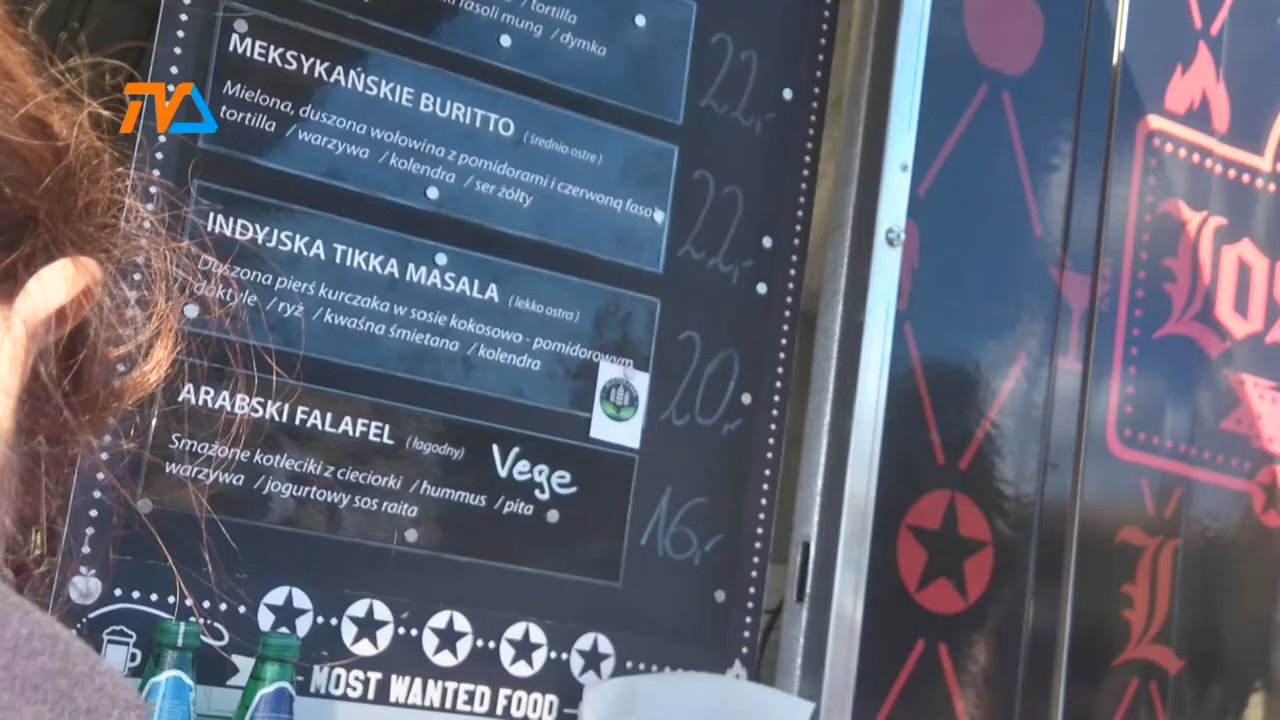 / tortilla
fasoli mung / dymka
22,-
MEKSYKAŃSKIE BURITTO (średnio ostre)
Mielona, duszona wołowina z pomidorami i czerwoną fasolą
tortilla / warzywa / kolendra / ser żółty
22,-
INDYJSKA TIKKA MASALA (lekko ostra)
Duszona pierś kurczaka w sosie kokosowo - pomidorowym
daktyle / ryż / kwaśna śmietana / kolendra
20,-
ARABSKI FALAFEL (łagodny) Vege
Smażone kotleciki z cieciorki / hummus / pita
warzywa / jogurtowy sos raita
16,-
MOST WANTED FOOD
TVA
L